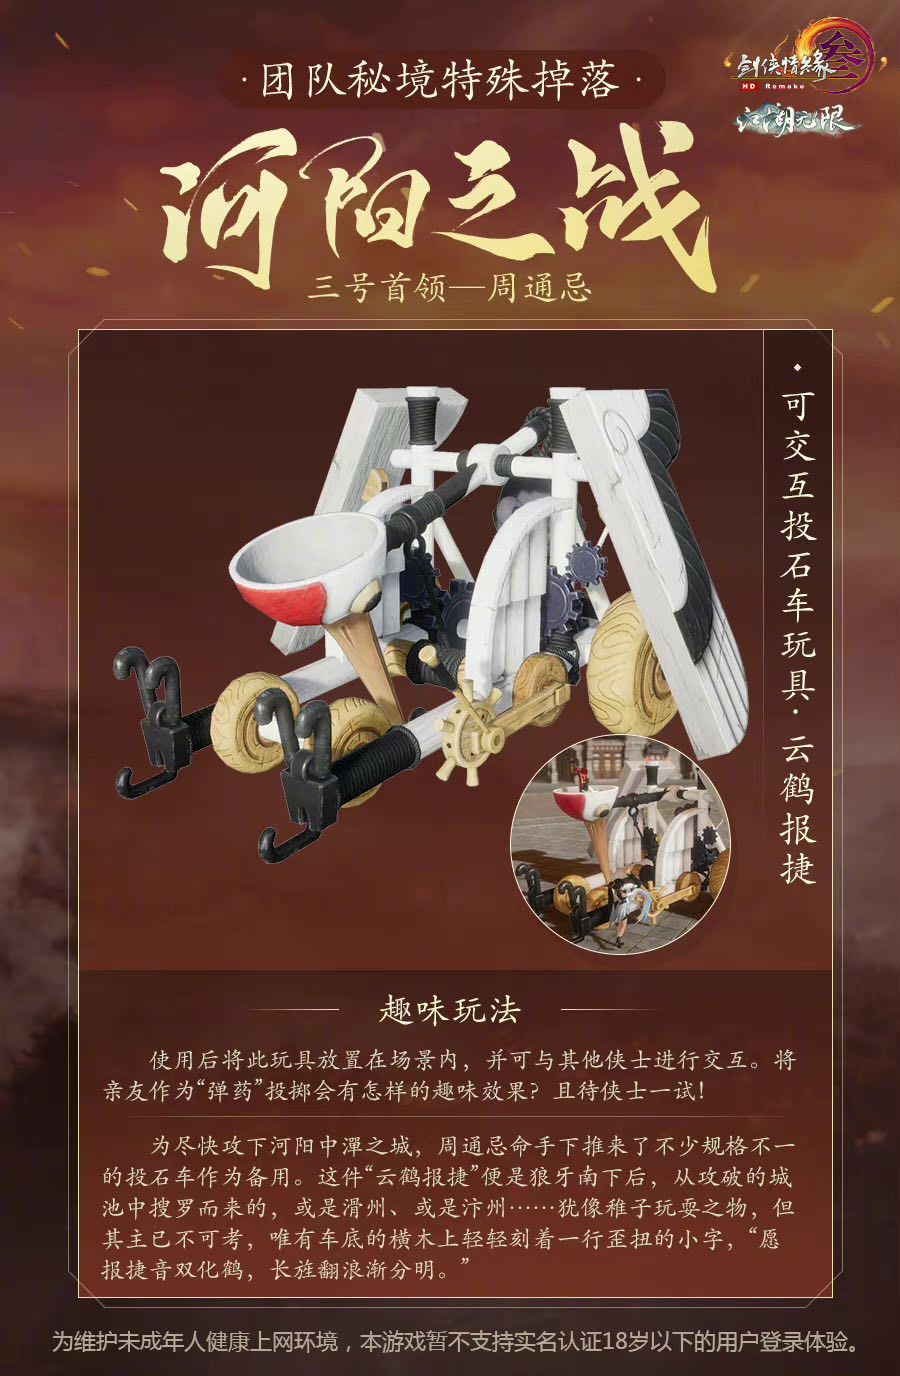 ·团队秘境特殊掉落·
剑侠情缘叁
HD Remake
江湖无限
河阳之战
三号首领—周通忌
·可交互投石车玩具·云鹤报捷
趣味玩法
使用后将此玩具放置在场景内，并可与其他侠士进行交互。将
亲友作为“弹药”投掷会有怎样的趣味效果？且待侠士一试！
为尽快攻下河阳中潬之城，周通忌命手下推来了不少规格不一
的投石车作为备用。这件“云鹤报捷”便是狼牙南下后，从攻破的城
池中搜罗而来的，或是滑州、或是汴州……犹像稚子玩耍之物，但
其主已不可考，唯有车底的横木上轻轻刻着一行歪扭的小字，“愿
报捷音双化鹤，长旌翻浪渐分明。”
为维护未成年人健康上网环境，本游戏暂不支持实名认证18岁以下的用户登录体验。